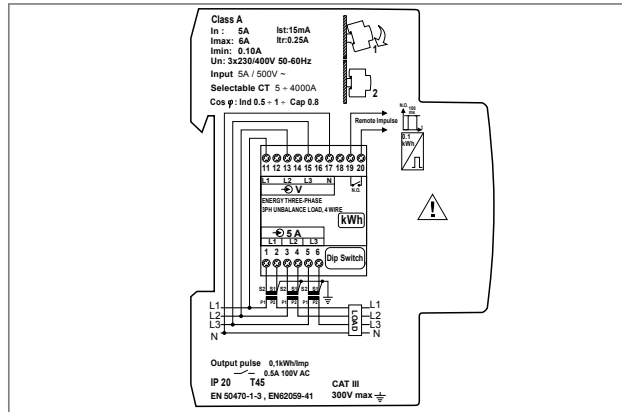 Class A
In : 5A Ist:15mA
Imax: 6A Itr:0.25A
Imin: 0.10A
Un: 3x230/400V 50-60Hz
Input 5A / 500V ~
Selectable CT 5 ÷ 4000A
Cos φ : Ind 0.5 ÷ 1 ÷ Cap 0.8
1
2
N.O. 100 ms
Remote Impulse
0.1 kWh
11 12 13 14 15 16 17 18 19 20
L1 L2 L3 N
V
N.O.
ENERGY THREE-PHASE
3PH UNBALANCE LOAD, 4 WIRE
kWh
5 A
L1 L2 L3
1 2 3 4 5 6
Dip Switch
S2 S1 S2 S1 S2 S1
P1 P2 P1 P2 P1 P2
L1 L1
L2 L2
L3 L3
N N
LOAD
Output pulse 0,1kWh/Imp
0.5A 100V AC
IP 20 T45 CAT III
EN 50470-1-3 , EN62059-41 300V max